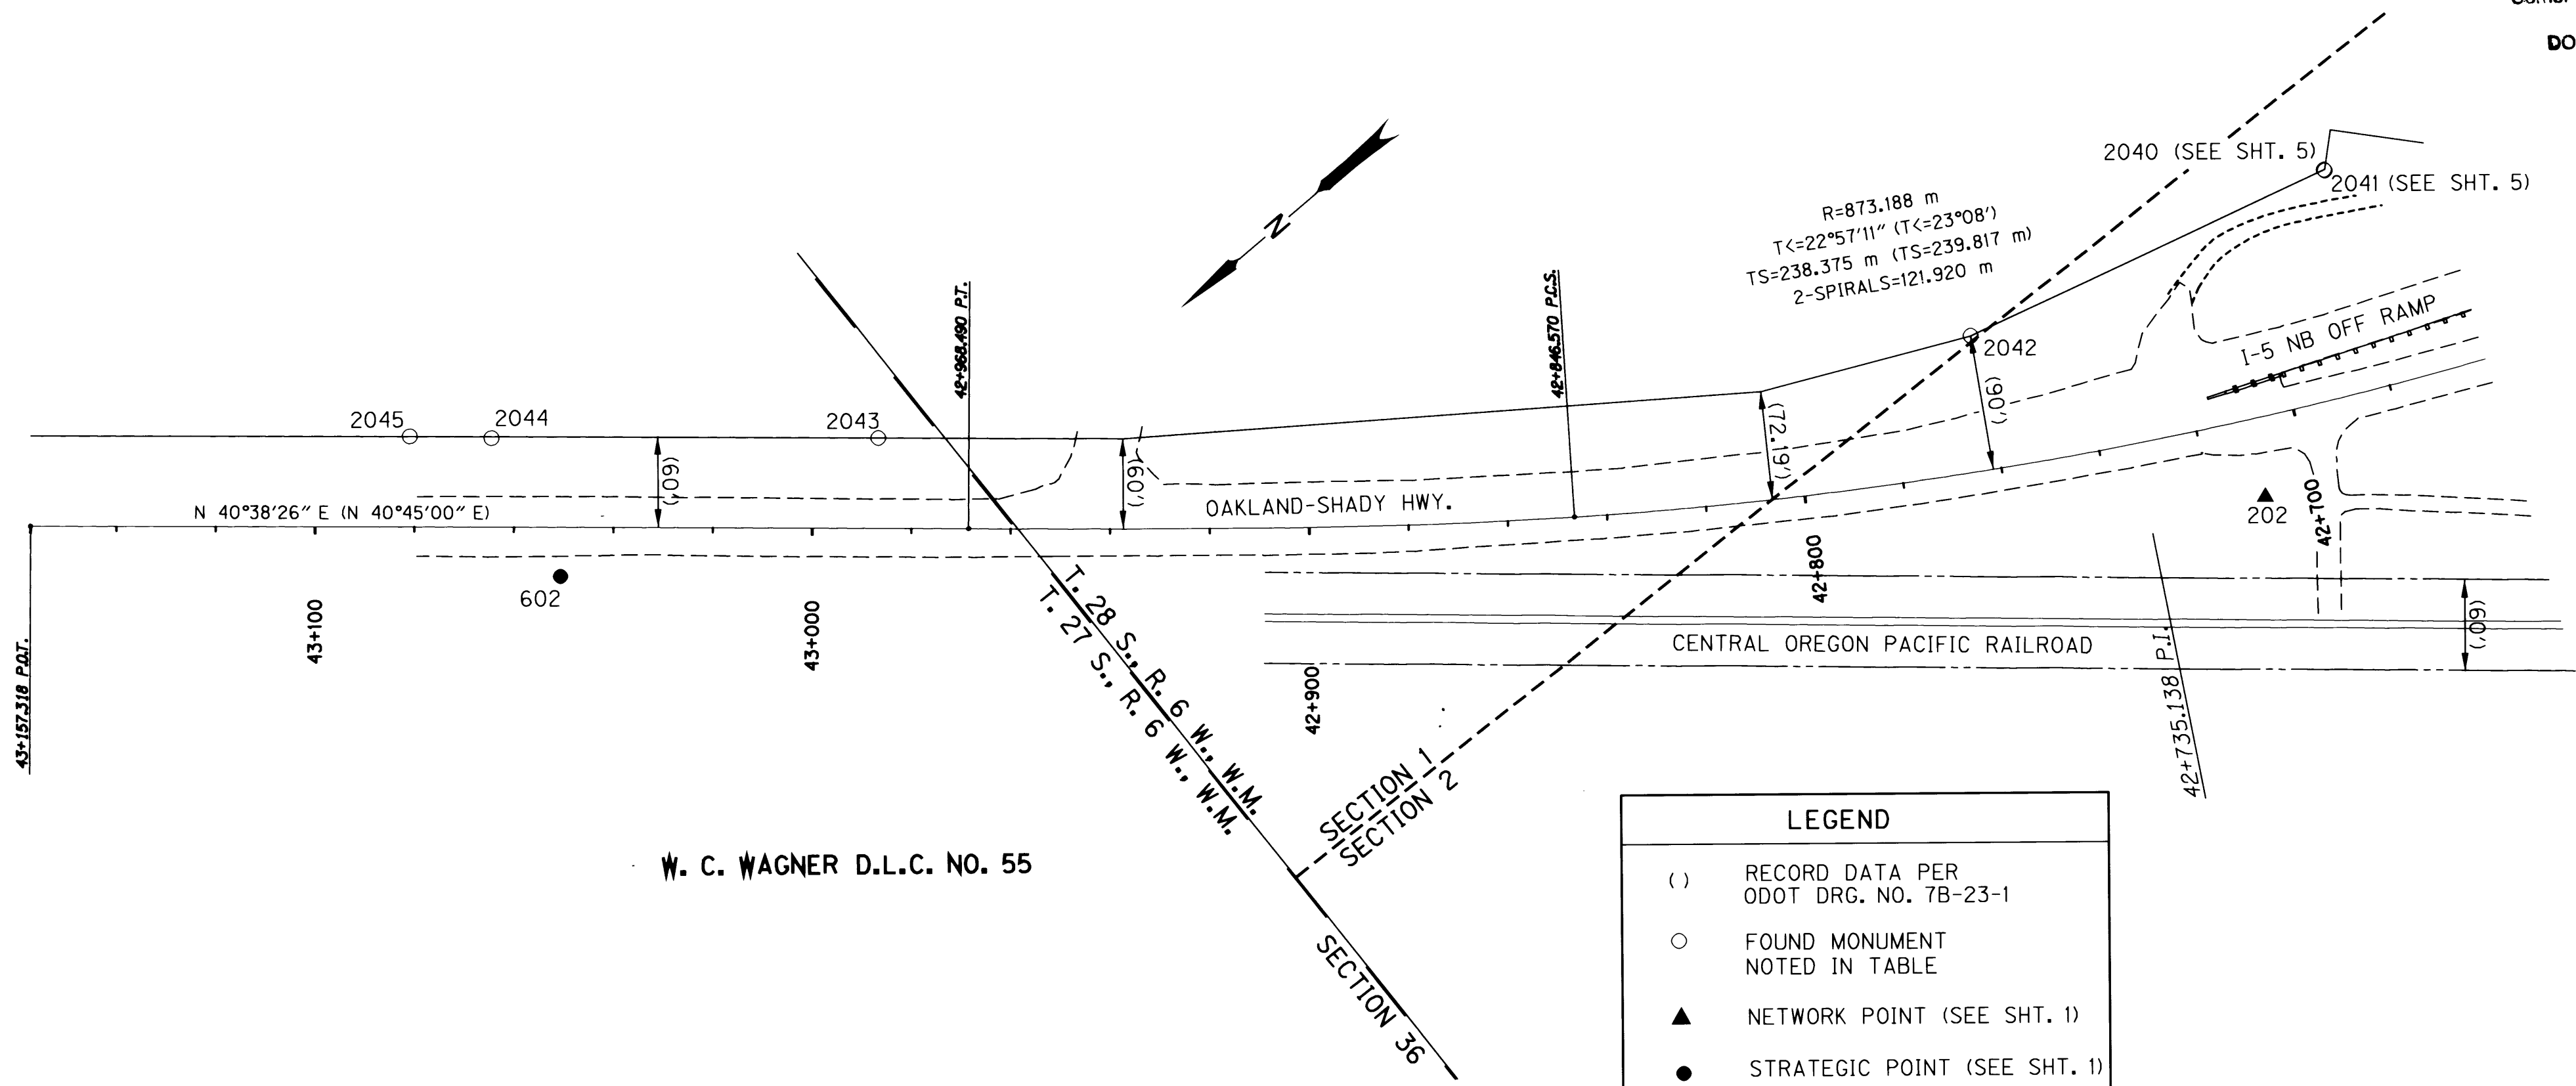 DO
2040 (SEE SHT. 5)
2041 (SEE SHT. 5)
R=873.188 m
T<=22°57'11" (T<=23°08')
TS=238.375 m (TS=239.817 m)
2-SPIRALS=121.920 m
N
42+968.490 P.T.
42+846.570 P.C.S.
I-5 NB OFF RAMP
2042
(90')
(72.19')
2045
2044
2043
(60')
(60')
N 40°38'26" E (N 40°45'00" E)
OAKLAND-SHADY HWY.
202
42+700
602
43+100
43+000
42+800
42+900
43+157.318 P.O.T.
T. 28 S., R. 6 W., W.M.
T. 27 S., R. 6 W., W.M.
CENTRAL OREGON PACIFIC RAILROAD
(60')
42+735.138 P.I.
SECTION 1
SECTION 2
W. C. WAGNER D.L.C. NO. 55
SECTION 36
LEGEND
( ) RECORD DATA PER
ODOT DRG. NO. 7B-23-1
FOUND MONUMENT
NOTED IN TABLE
NETWORK POINT (SEE SHT. 1)
STRATEGIC POINT (SEE SHT. 1)